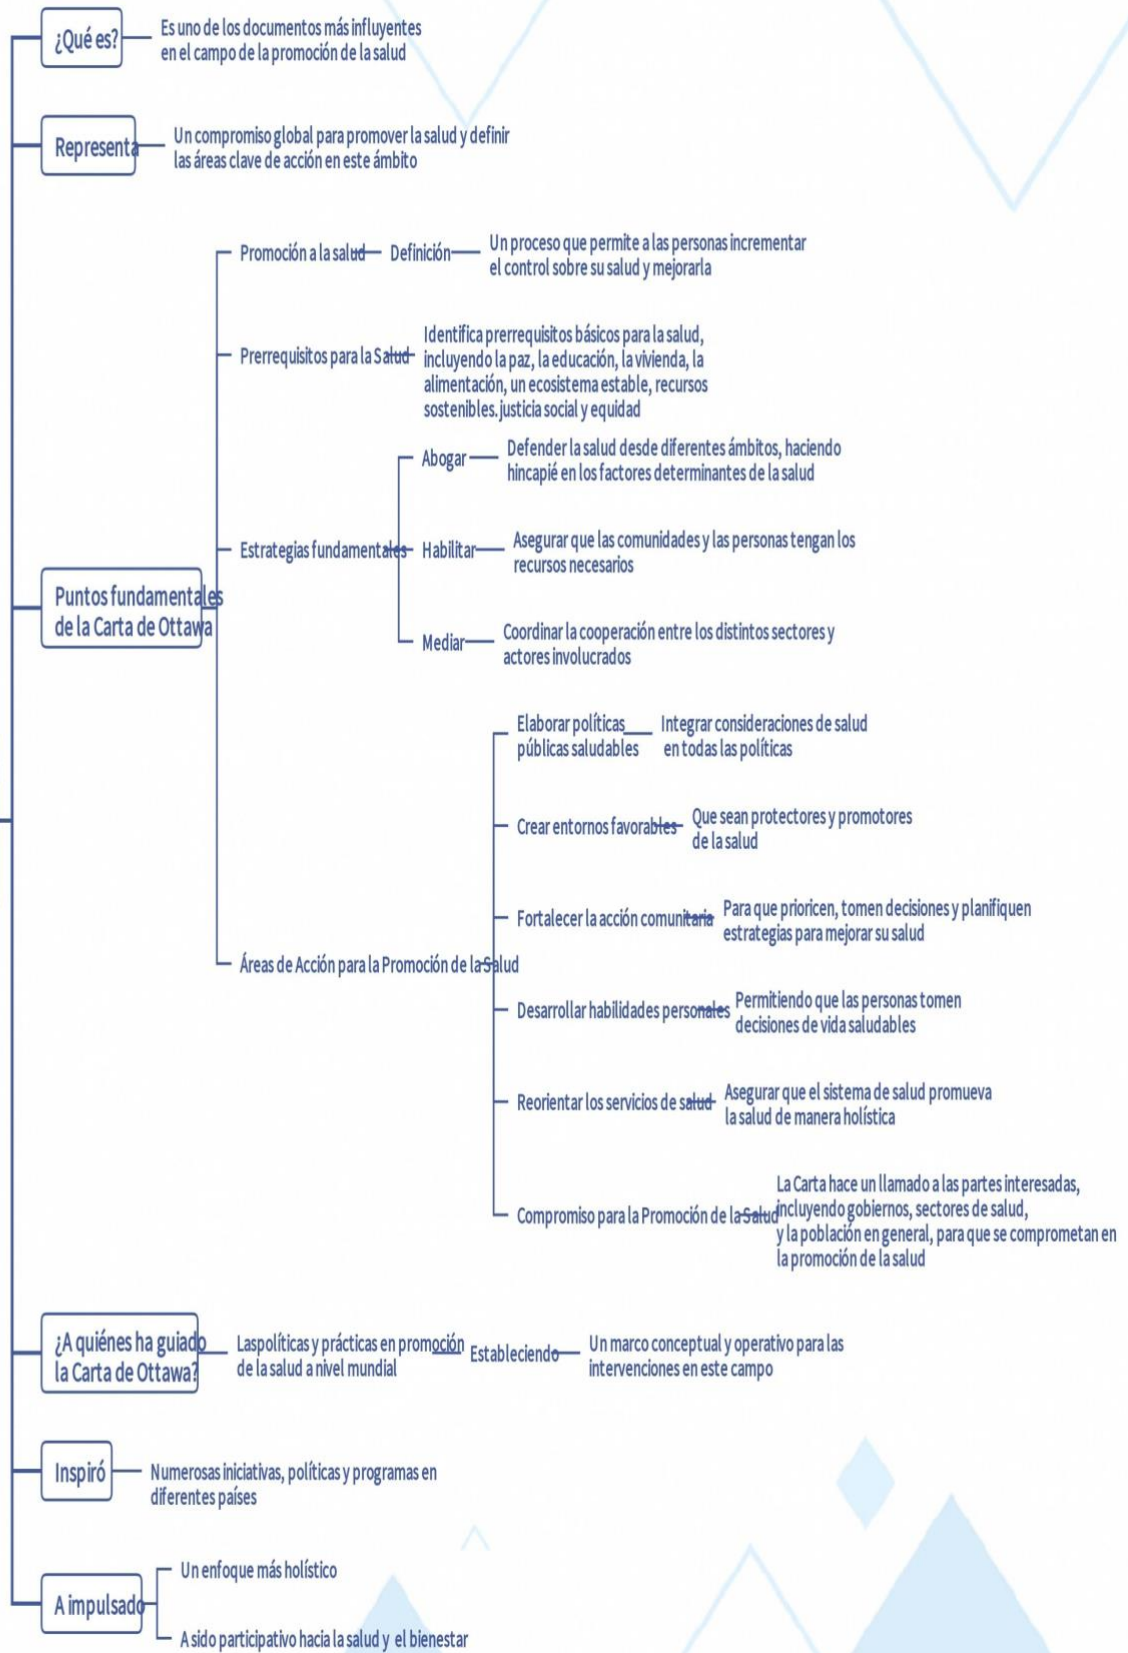 ¿Qué es?
Es uno de los documentos más influyentes
en el campo de la promoción de la salud
Representa
Un compromiso global para promover la salud y definir
las áreas clave de acción en este ámbito
Puntos fundamentales
de la Carta de Ottawa
Promoción a la salud
Definición
Un proceso que permite a las personas incrementar
el control sobre su salud y mejorarla
Prerrequisitos para la Salud
Identifica prerrequisitos básicos para la salud,
incluyendo la paz, la educación, la vivienda, la
alimentación, un ecosistema estable, recursos
sostenibles. justicia social y equidad
Estrategias fundamentales
Abogar
Defender la salud desde diferentes ámbitos, haciendo
hincapié en los factores determinantes de la salud
Habilitar
Asegurar que las comunidades y las personas tengan los
recursos necesarios
Mediar
Coordinar la cooperación entre los distintos sectores y
actores involucrados
Áreas de Acción para la Promoción de la Salud
Elaborar políticas
públicas saludables
Integrar consideraciones de salud
en todas las políticas
Crear entornos favorables
Que sean protectores y promotores
de la salud
Fortalecer la acción comunitaria
Para que prioricen, tomen decisiones y planifiquen
estrategias para mejorar su salud
Desarrollar habilidades personales
Permitiendo que las personas tomen
decisiones de vida saludables
Reorientar los servicios de salud
Asegurar que el sistema de salud promueva
la salud de manera holística
Compromiso para la Promoción de la Salud
La Carta hace un llamado a las partes interesadas,
incluyendo gobiernos, sectores de salud,
y la población en general, para que se comprometan en
la promoción de la salud
¿A quiénes ha guiado
la Carta de Ottawa?
Laspolíticas y prácticas en promoción
de la salud a nivel mundial
Estableciendo
Un marco conceptual y operativo para las
intervenciones en este campo
Inspiró
Numerosas iniciativas, políticas y programas en
diferentes países
A impulsado
Un enfoque más holístico
A sido participativo hacia la salud y el bienestar